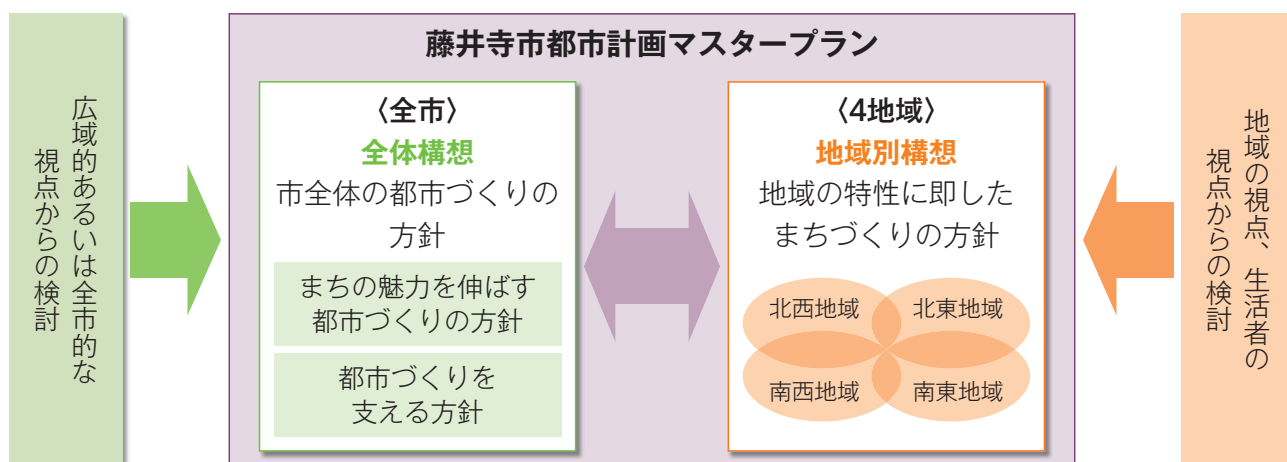 藤井寺市都市計画マスタープラン
広域的あるいは全市的な
視点からの検討
〈全市〉
全体構想
市全体の都市づくりの
方針
まちの魅力を伸ばす
都市づくりの方針
都市づくりを
支える方針
〈4地域〉
地域別構想
地域の特性に即した
まちづくりの方針
北西地域
北東地域
南西地域
南東地域
地域の視点、生活者の
視点からの検討